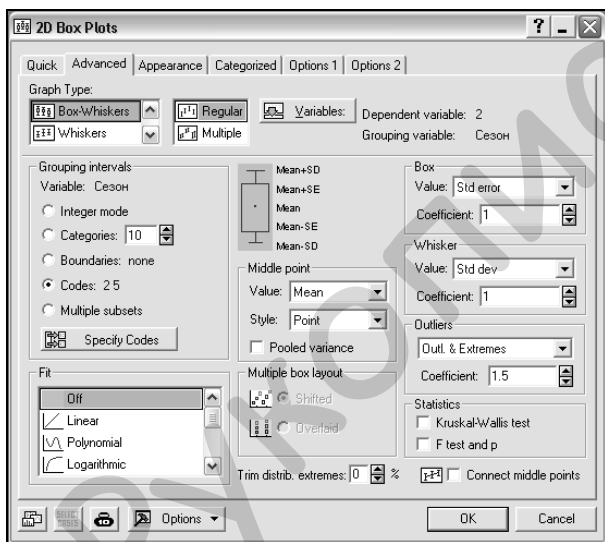 2D Box Plots
Quick Advanced Appearance Categorized Options 1 Options 2
Graph Type:
Box-Whiskers
Whiskers
Regular
Multiple
Variables:
Dependent variable: 2
Grouping variable: Сезон
Grouping intervals
Variable: Сезон
Integer mode
Categories: 10
Boundaries: none
Codes: 2 5
Multiple subsets
Specify Codes
Mean+SD
Mean+SE
Mean
Mean-SE
Mean-SD
Middle point
Value: Mean
Style: Point
Pooled variance
Box
Value: Std error
Coefficient: 1
Whisker
Value: Std dev
Coefficient: 1
Outliers
Outl. & Extremes
Coefficient: 1.5
Fit
Off
Linear
Polynomial
Logarithmic
Multiple box layout
Shifted
Overlaid
Statistics
Kruskal-Wallis test
F test and p
Trim distrib. extremes: 0 %
Connect middle points
SELECT CASES
Options
OK
Cancel
РУКОПИС